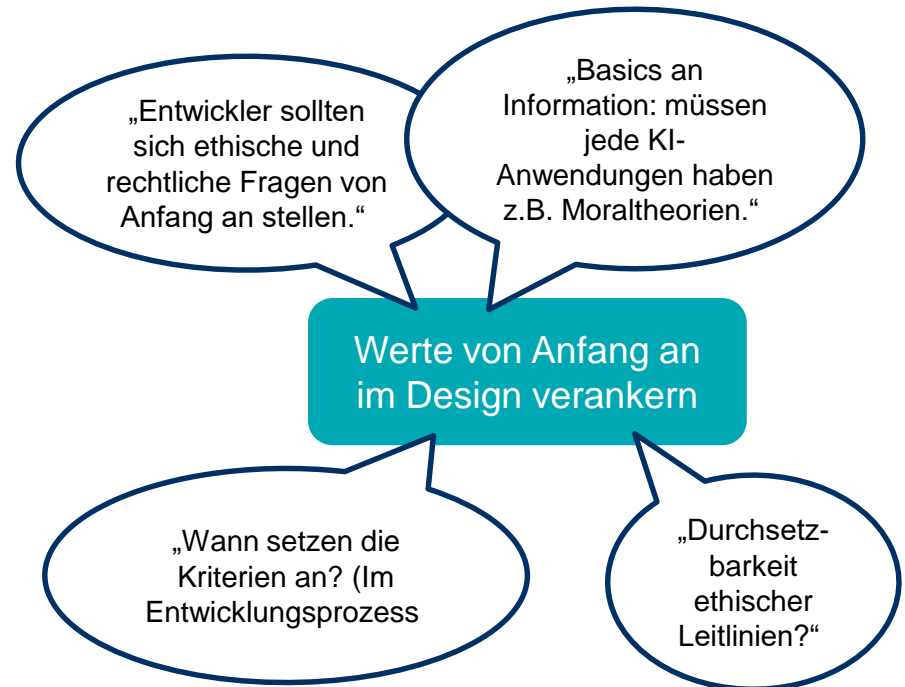 „Entwickler sollten
sich ethische und
rechtliche Fragen von
Anfang an stellen.“
„Basics an
Information: müssen
jede KI-
Anwendungen haben
z.B. Moraltheorien.“
Werte von Anfang an
im Design verankern
„Wann setzen die
Kriterien an? (Im
Entwicklungsprozess
„Durchsetz-
barkeit
ethischer
Leitlinien?“